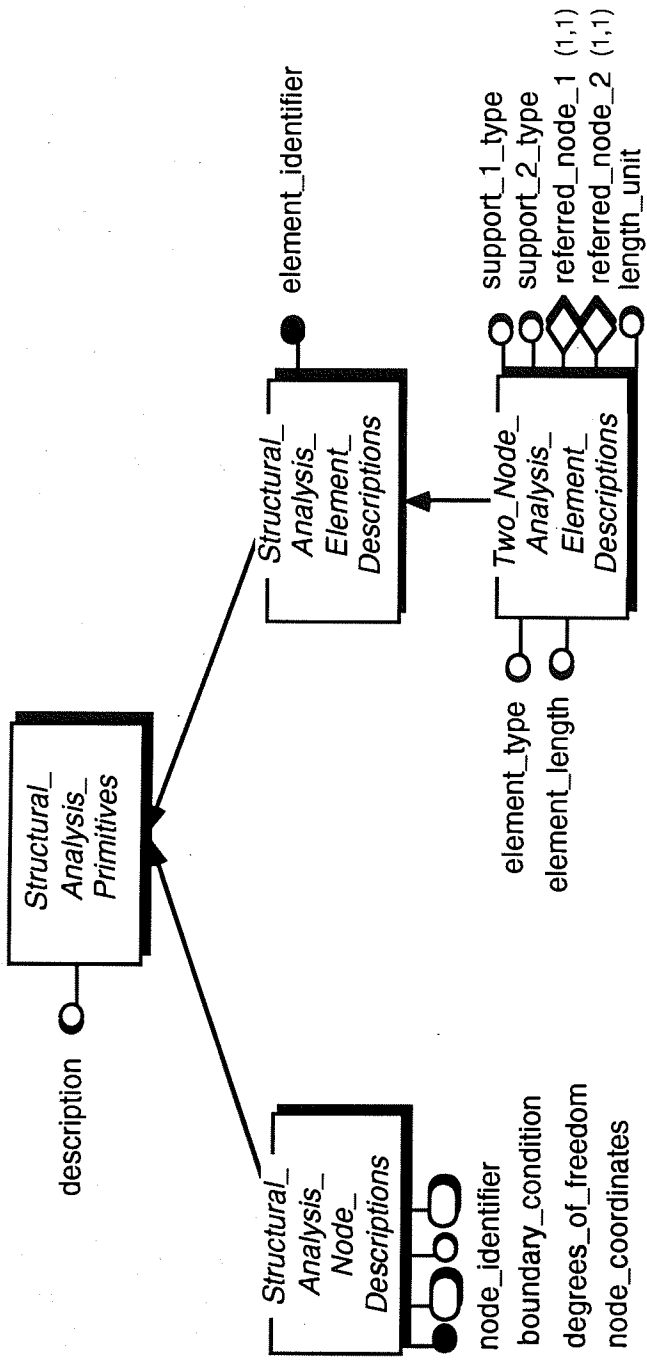 description
Structural_
Analysis_
Primitives
Structural_
Analysis_
Node_
Descriptions
node_identifier
boundary_condition
degrees_of_freedom
node_coordinates
Structural_
Analysis_
Element_
Descriptions
element_identifier
element_type
element_length
Two_Node_
Analysis_
Element_
Descriptions
support_1_type
support_2_type
referred_node_1 (1,1)
referred_node_2 (1,1)
length_unit